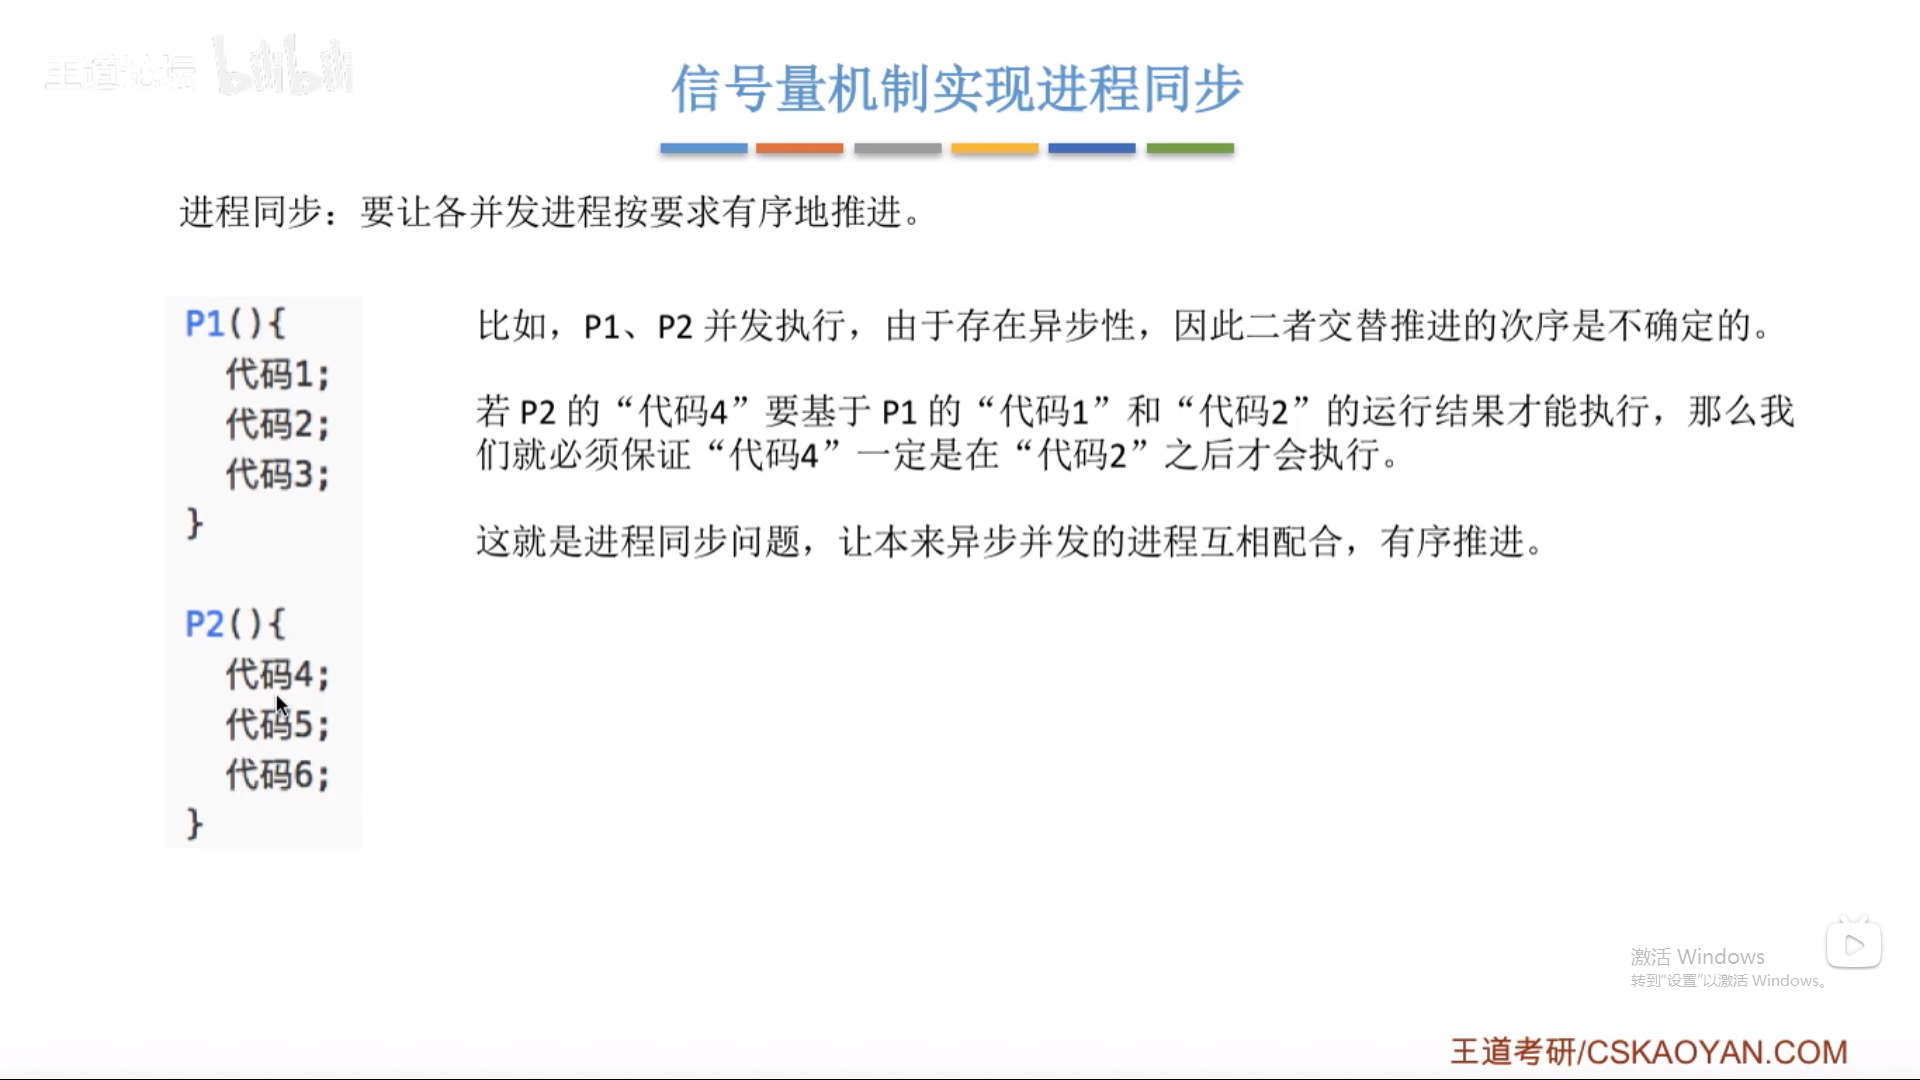 王道论坛 bilibili
信号量机制实现进程同步
进程同步：要让各并发进程按要求有序地推进。
P1(){
代码1;
代码2;
代码3;
}
P2(){
代码4;
代码5;
代码6;
}
比如，P1、P2 并发执行，由于存在异步性，因此二者交替推进的次序是不确定的。
若 P2 的“代码4”要基于 P1 的“代码1”和“代码2”的运行结果才能执行，那么我
们就必须保证“代码4”一定是在“代码2”之后才会执行。
这就是进程同步问题，让本来异步并发的进程互相配合，有序推进。
激活 Windows
转到“设置”以激活 Windows。
王道考研/CSKAOYAN.COM